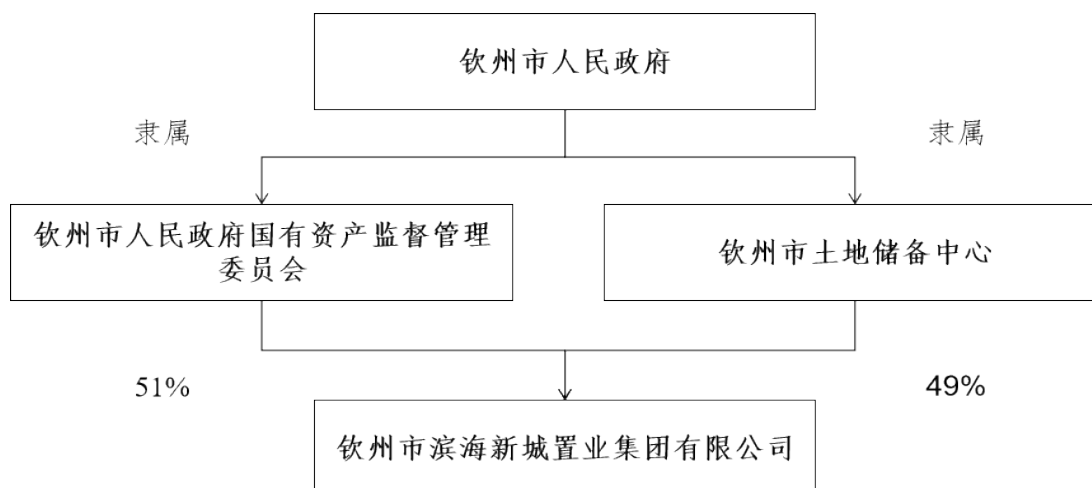 钦州市人民政府
隶属
隶属
钦州市人民政府国有资产监督管理
委员会
钦州市土地储备中心
51%
49%
钦州市滨海新城置业集团有限公司